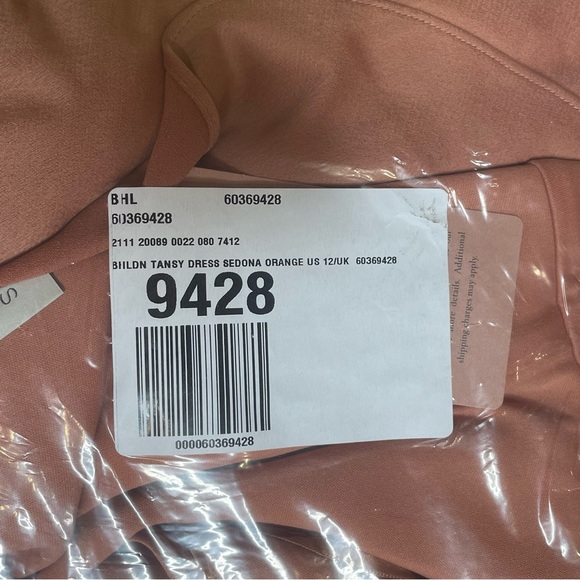 BHL 60369428
60369428
2111 20089 0022 080 7412
BHLDN TANSY DRESS SEDONA ORANGE US 12/UK 60369428
9428
000060369428
more details. Additional
shipping charges may apply.
S